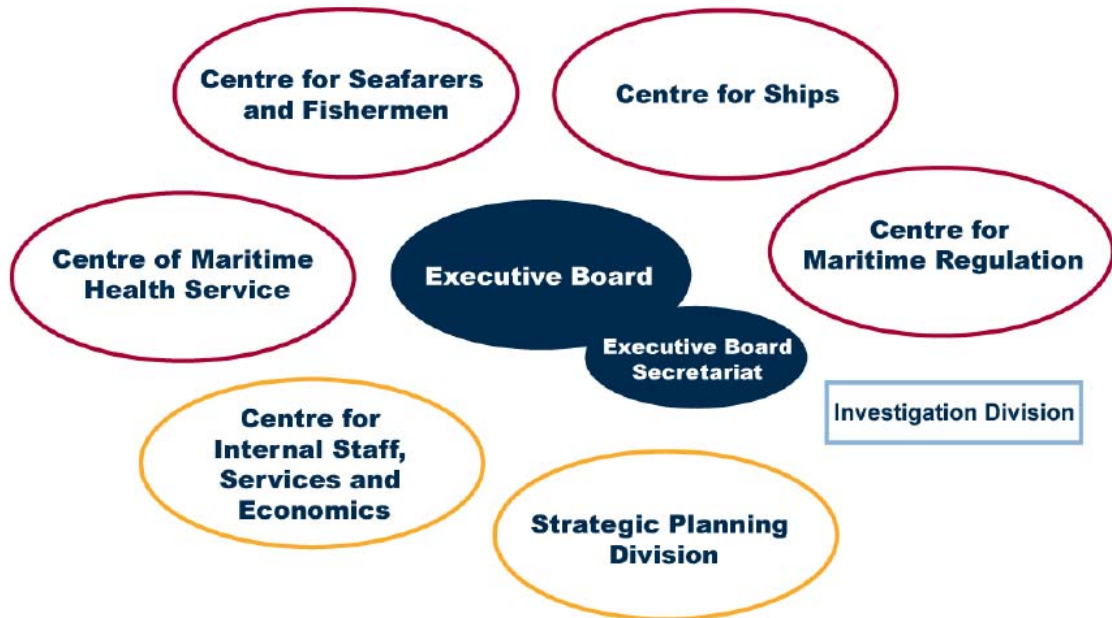 Centre for Seafarers
and Fishermen
Centre for Ships
Centre for
Maritime Regulation
Centre of Maritime
Health Service
Executive Board
Executive Board
Secretariat
Investigation Division
Centre for
Internal Staff,
Services and
Economics
Strategic Planning
Division